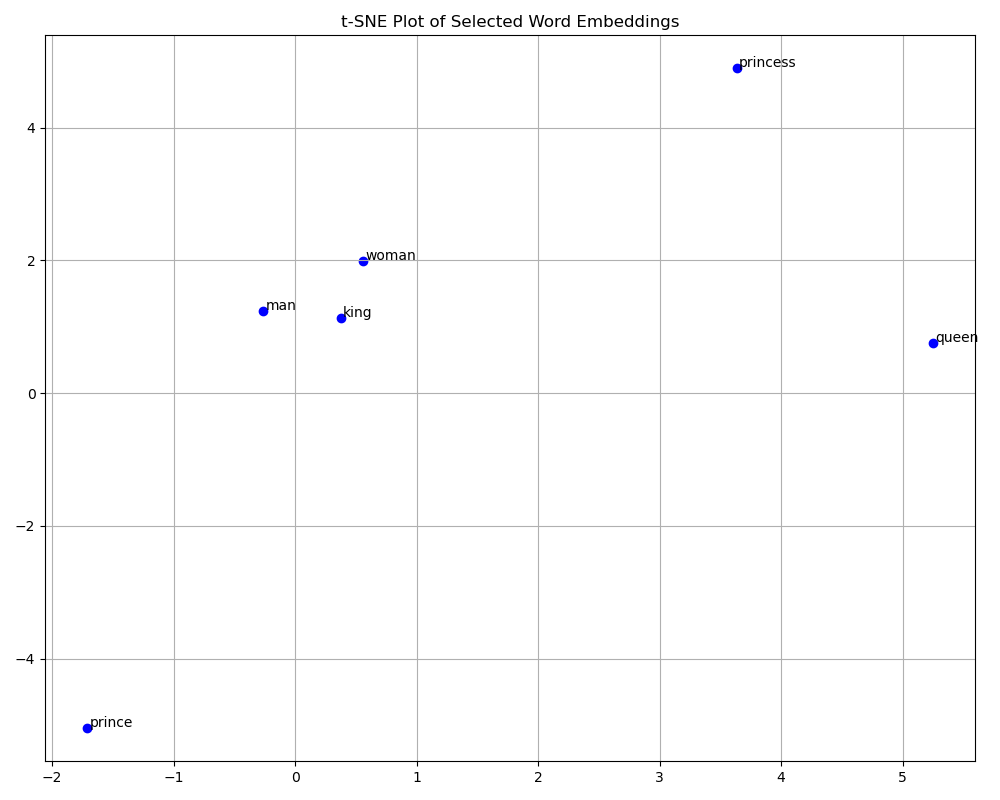 t-SNE Plot of Selected Word Embeddings
princess
4
woman
2
man
king
queen
0
−2
−4
prince
−2 −1 0 1 2 3 4 5